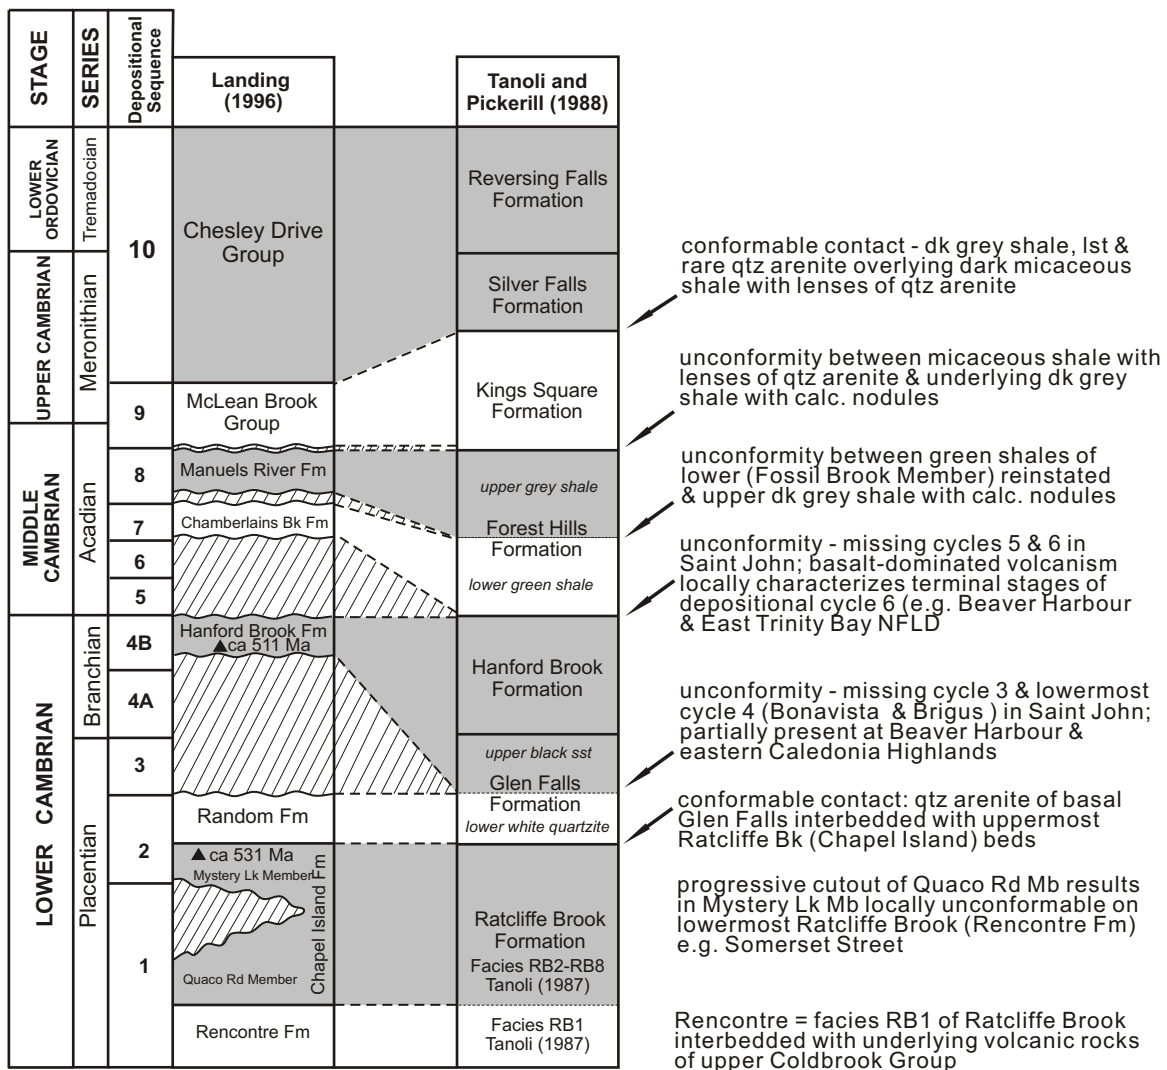 STAGE
SERIES
Depositional
Sequence
Landing
(1996)
Tanoli and
Pickerill (1988)
LOWER
ORDOVICIAN
Tremadocian
10
Chesley Drive
Group
Reversing Falls
Formation
UPPER CAMBRIAN
Meronithian
Silver Falls
Formation
conformable contact - dk grey shale, lst &
rare qtz arenite overlying dark micaceous
shale with lenses of qtz arenite
9
McLean Brook
Group
Kings Square
Formation
unconformity between micaceous shale with
lenses of qtz arenite & underlying dk grey
shale with calc. nodules
MIDDLE
CAMBRIAN
Acadian
8
Manuels River Fm
upper grey shale
unconformity between green shales of
lower (Fossil Brook Member) reinstated
& upper dk grey shale with calc. nodules
7
Chamberlains Bk Fm
Forest Hills
Formation
lower green shale
6
5
unconformity - missing cycles 5 & 6 in
Saint John; basalt-dominated volcanism
locally characterizes terminal stages of
depositional cycle 6 (e.g. Beaver Harbour
& East Trinity Bay NFLD
LOWER CAMBRIAN
Branchian
4B
Hanford Brook Fm
▲ca 511 Ma
Hanford Brook
Formation
4A
unconformity - missing cycle 3 & lowermost
cycle 4 (Bonavista & Brigus ) in Saint John;
partially present at Beaver Harbour &
eastern Caledonia Highlands
Placentian
3
upper black sst
Glen Falls
Formation
lower white quartzite
Random Fm
conformable contact: qtz arenite of basal
Glen Falls interbedded with uppermost
Ratcliffe Bk (Chapel Island) beds
2
▲ ca 531 Ma
Mystery Lk Member
Chapel Island Fm
progressive cutout of Quaco Rd Mb results
in Mystery Lk Mb locally unconformable on
lowermost Ratcliffe Brook (Rencontre Fm)
e.g. Somerset Street
1
Quaco Rd Member
Ratcliffe Brook
Formation
Facies RB2-RB8
Tanoli (1987)
Rencontre Fm
Facies RB1
Tanoli (1987)
Rencontre = facies RB1 of Ratcliffe Brook
interbedded with underlying volcanic rocks
of upper Coldbrook Group